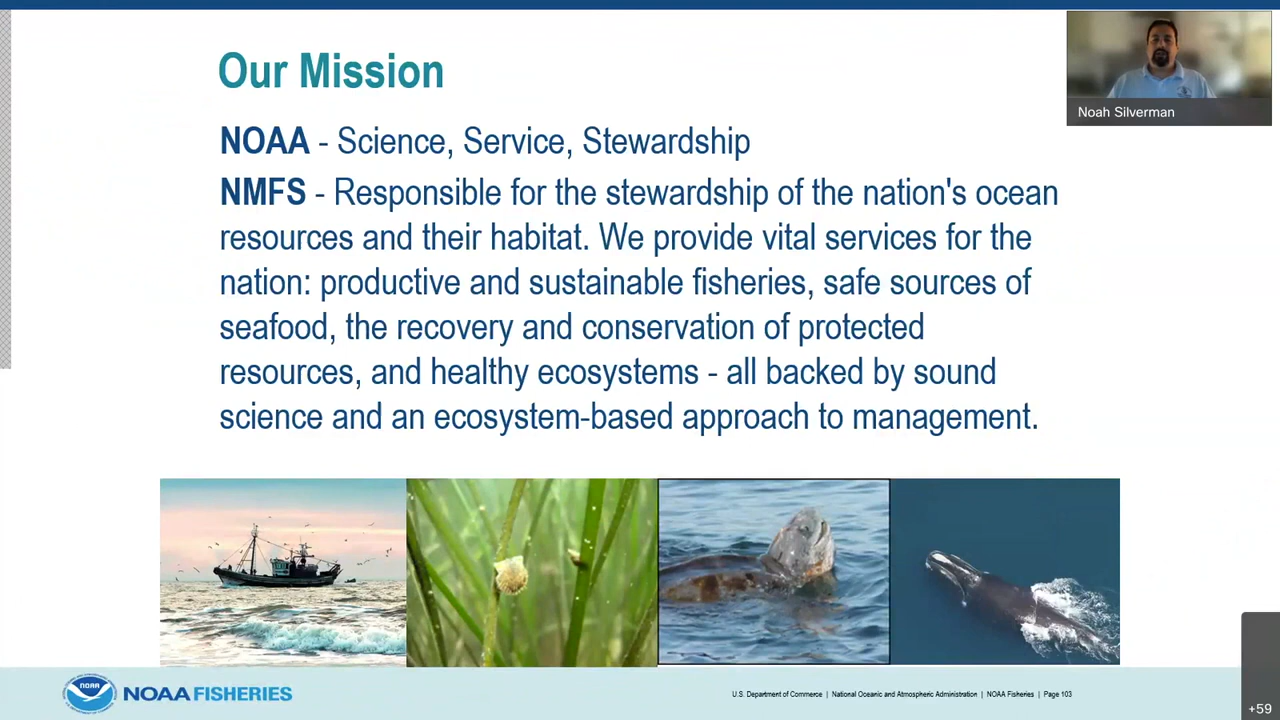 Our Mission
Noah Silverman
NOAA - Science, Service, Stewardship
NMFS - Responsible for the stewardship of the nation's ocean
resources and their habitat. We provide vital services for the
nation: productive and sustainable fisheries, safe sources of
seafood, the recovery and conservation of protected
resources, and healthy ecosystems - all backed by sound
science and an ecosystem-based approach to management.
NOAA
NOAA FISHERIES
U.S. Department of Commerce | National Oceanic and Atmospheric Administration | NOAA Fisheries | Page 103
+59